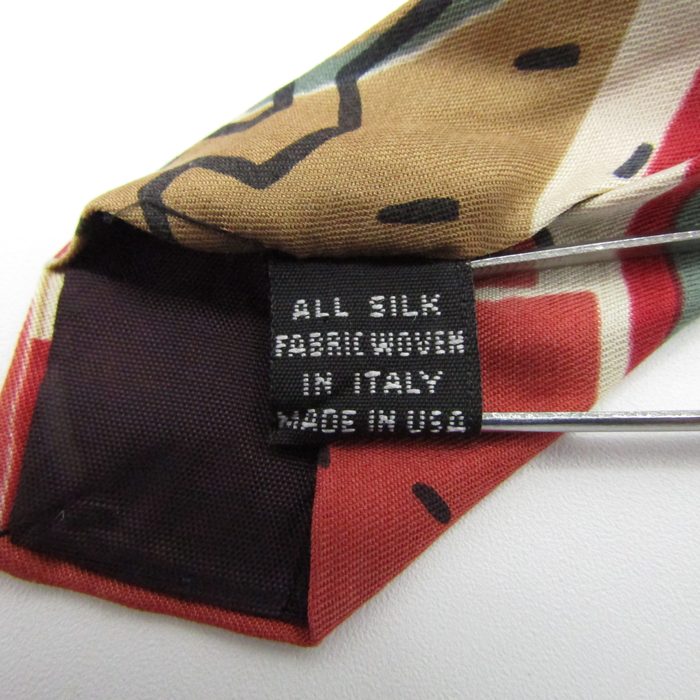 ALL SILK
FABRIC WOVEN
IN ITALY
MADE IN USA